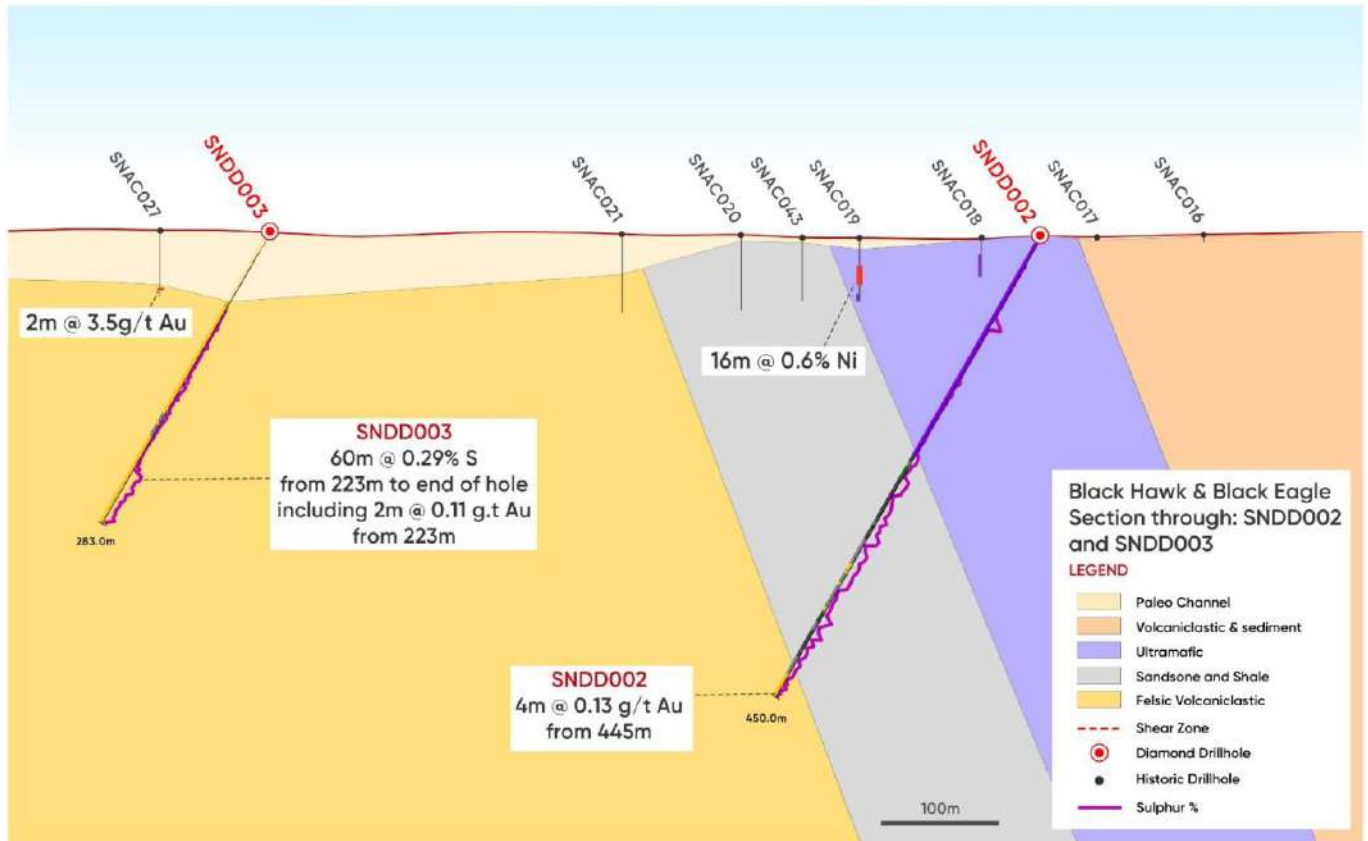 SNAC027
SNDD003
SNAC021
SNAC020
SNAC043
SNAC019
SNAC018
SNDD002
SNAC017
SNAC016
2m @ 3.5g/t Au
16m @ 0.6% Ni
SNDD003
60m @ 0.29% S
from 223m to end of hole
including 2m @ 0.11 g.t Au
from 223m
283.0m
SNDD002
4m @ 0.13 g/t Au
from 445m
450.0m
100m
Black Hawk & Black Eagle
Section through: SNDD002
and SNDD003
LEGEND
Paleo Channel
Volcaniclastic & sediment
Ultramafic
Sandsone and Shale
Felsic Volcaniclastic
Shear Zone
Diamond Drillhole
Historic Drillhole
Sulphur %